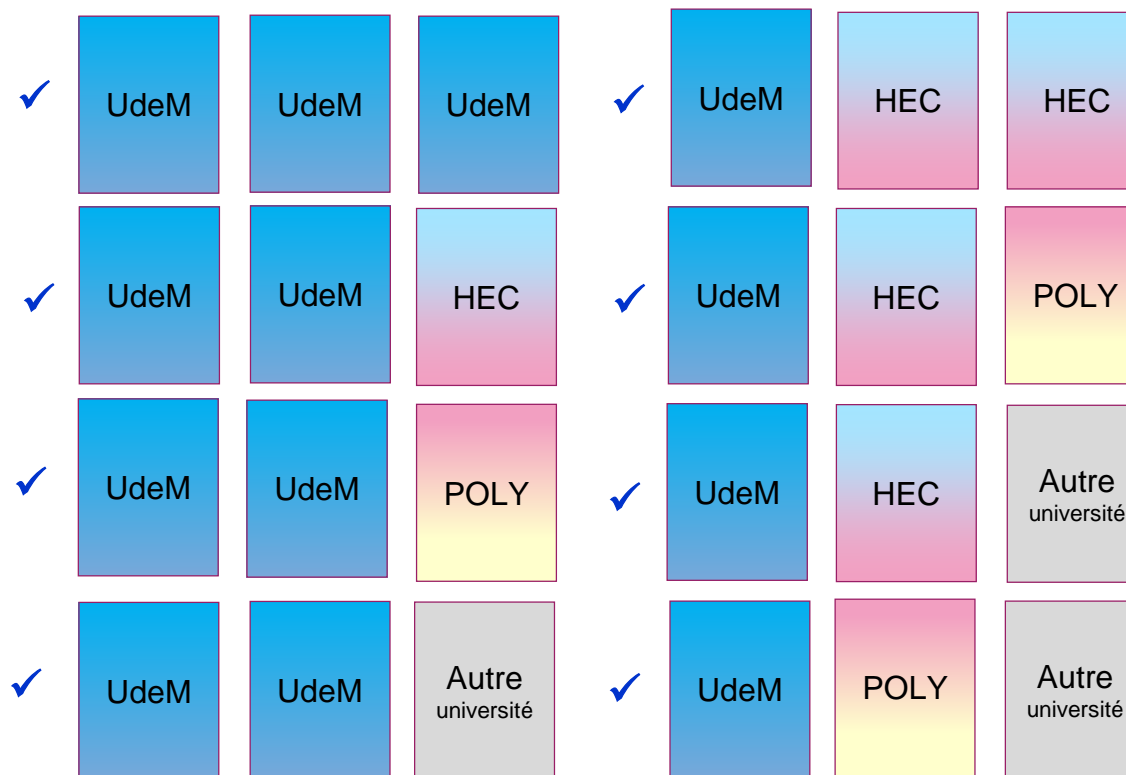 UdeM UdeM UdeM
UdeM HEC HEC
UdeM UdeM HEC
UdeM HEC POLY
UdeM UdeM POLY
UdeM HEC Autre
université
UdeM UdeM Autre
université
UdeM POLY Autre
université